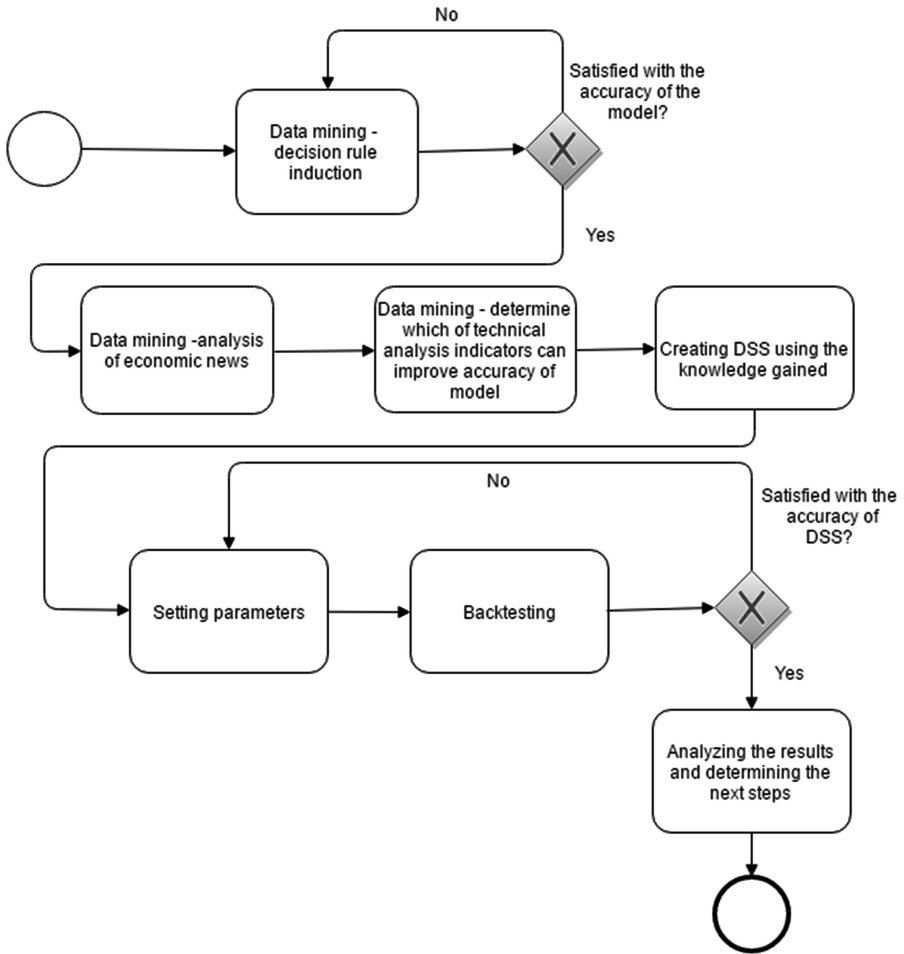 No
Satisfied with the
accuracy of the
model?
Data mining -
decision rule
induction
Yes
Data mining -analysis
of economic news
Data mining - determine
which of technical
analysis indicators can
improve accuracy of
model
Creating DSS using the
knowledge gained
No
Satisfied with the
accuracy of
DSS?
Setting parameters
Backtesting
Yes
Analyzing the results
and determining the
next steps